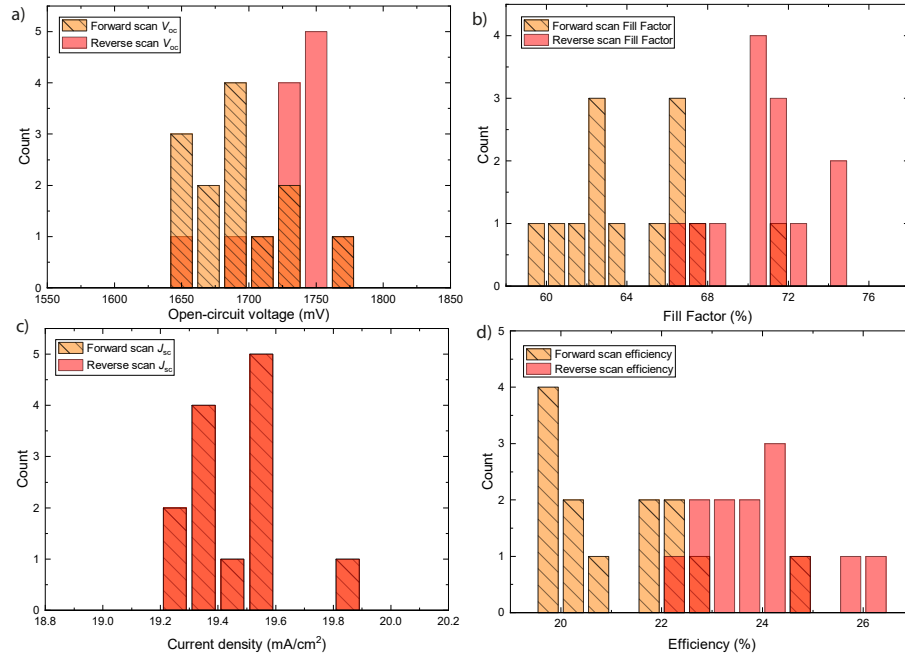 a)
Forward scan Voc
Reverse scan Voc
5
4
3
2
1
0
Count
1550 1600 1650 1700 1750 1800 1850
Open-circuit voltage (mV)
b)
Forward scan Fill Factor
Reverse scan Fill Factor
4
3
2
1
0
Count
60 64 68 72 76
Fill Factor (%)
c)
Forward scan Jsc
Reverse scan Jsc
5
4
3
2
1
0
Count
18.8 19.0 19.2 19.4 19.6 19.8 20.0 20.2
Current density (mA/cm²)
d)
Forward scan efficiency
Reverse scan efficiency
5
4
3
2
1
0
Count
20 22 24 26
Efficiency (%)